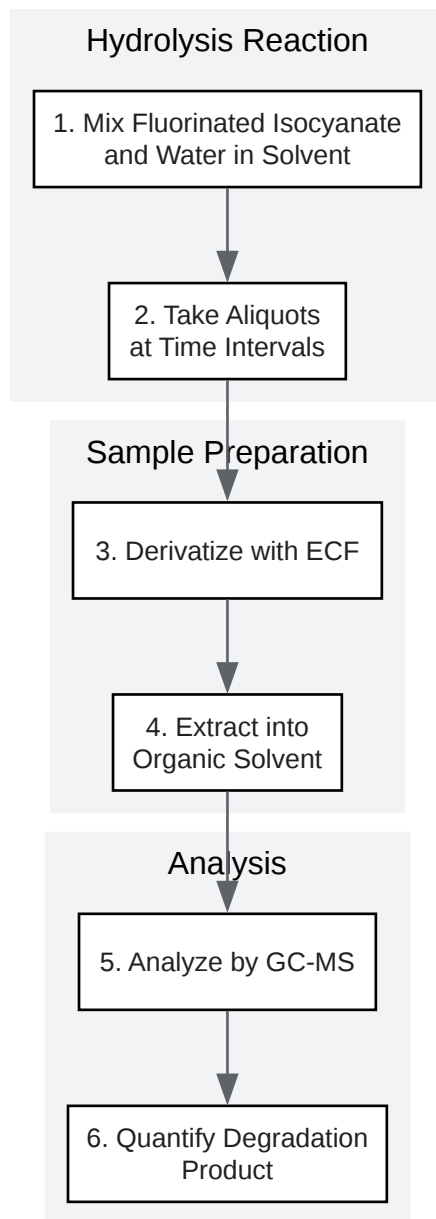 Hydrolysis Reaction
1. Mix Fluorinated Isocyanate
and Water in Solvent
2. Take Aliquots
at Time Intervals
Sample Preparation
3. Derivatize with ECF
4. Extract into
Organic Solvent
Analysis
5. Analyze by GC-MS
6. Quantify Degradation
Product